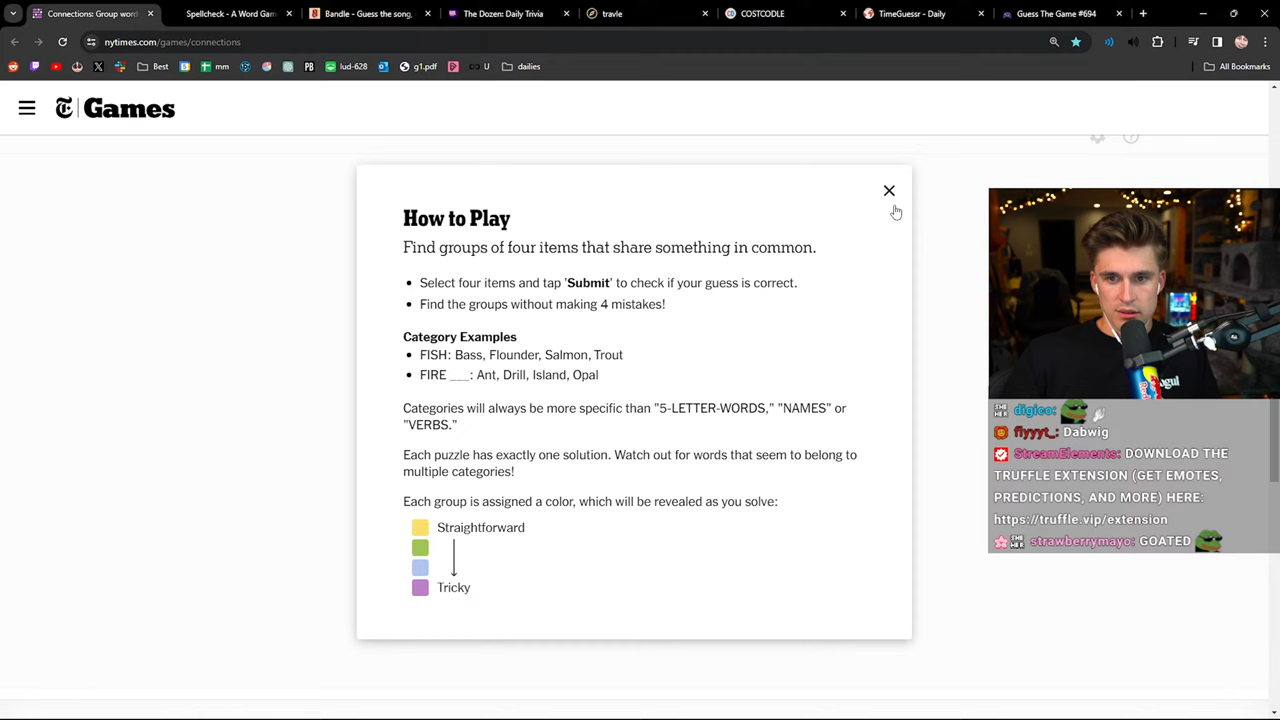 Connections: Group word
Spellcheck - A Word Gam
Bandle - Guess the song,
The Dozen: Daily Trivia
travle
COSTCODLE
TimeGuessr - Daily
Guess The Game #694
nytimes.com/games/connections
Best
mm
PB
lud-628
g1.pdf
U
dailies
All Bookmarks
Games
How to Play
Find groups of four items that share something in common.
• Select four items and tap 'Submit' to check if your guess is correct.
• Find the groups without making 4 mistakes!
Category Examples
• FISH: Bass, Flounder, Salmon, Trout
• FIRE ___: Ant, Drill, Island, Opal
Categories will always be more specific than "5-LETTER-WORDS," "NAMES" or
"VERBS."
Each puzzle has exactly one solution. Watch out for words that seem to belong to
multiple categories!
Each group is assigned a color, which will be revealed as you solve:
Straightforward
Tricky
digico:
flyyyt_: Dabwig
StreamElements: DOWNLOAD THE
TRUFFLE EXTENSION (GET EMOTES,
PREDICTIONS, AND MORE) HERE:
https://truffle.vip/extension
strawberrymayo: GOATED